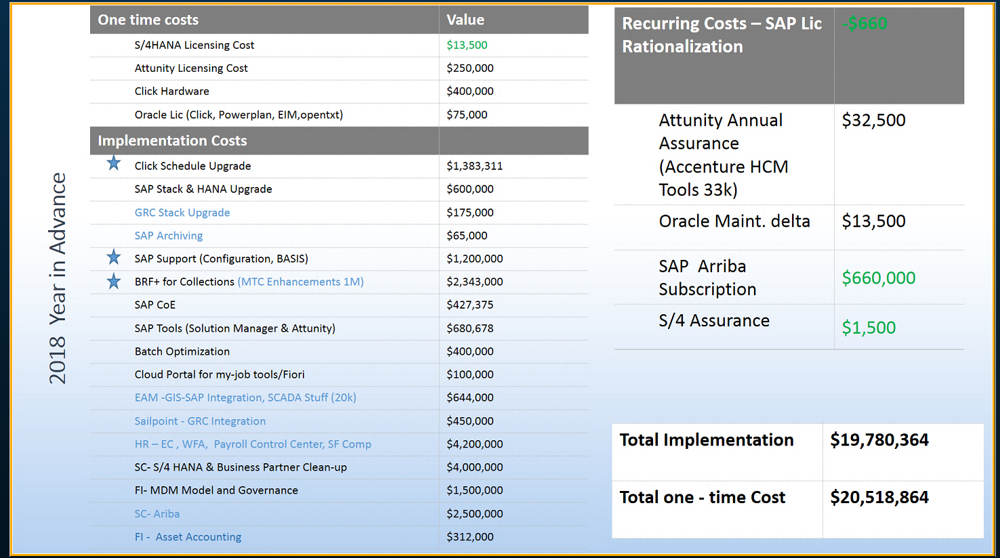 2018 Year in Advance
One time costs Value
S/4HANA Licensing Cost $13,500
Attunity Licensing Cost $250,000
Click Hardware $400,000
Oracle Lic (Click, Powerplan, EIM,opentxt) $75,000
Implementation Costs
Click Schedule Upgrade $1,383,311
SAP Stack & HANA Upgrade $600,000
GRC Stack Upgrade $175,000
SAP Archiving $65,000
SAP Support (Configuration, BASIS) $1,200,000
BRF+ for Collections (MTC Enhancements 1M) $2,343,000
SAP CoE $427,375
SAP Tools (Solution Manager & Attunity) $680,678
Batch Optimization $400,000
Cloud Portal for my-job tools/Fiori $100,000
EAM -GIS-SAP Integration, SCADA Stuff (20k) $644,000
Sailpoint - GRC Integration $450,000
HR – EC , WFA, Payroll Control Center, SF Comp $4,200,000
SC- S/4 HANA & Business Partner Clean-up $4,000,000
FI- MDM Model and Governance $1,500,000
SC- Ariba $2,500,000
FI - Asset Accounting $312,000
Recurring Costs – SAP Lic -$660
Rationalization
Attunity Annual $32,500
Assurance
(Accenture HCM
Tools 33k)
Oracle Maint. delta $13,500
SAP Arriba
Subscription $660,000
S/4 Assurance $1,500
Total Implementation $19,780,364
Total one - time Cost $20,518,864